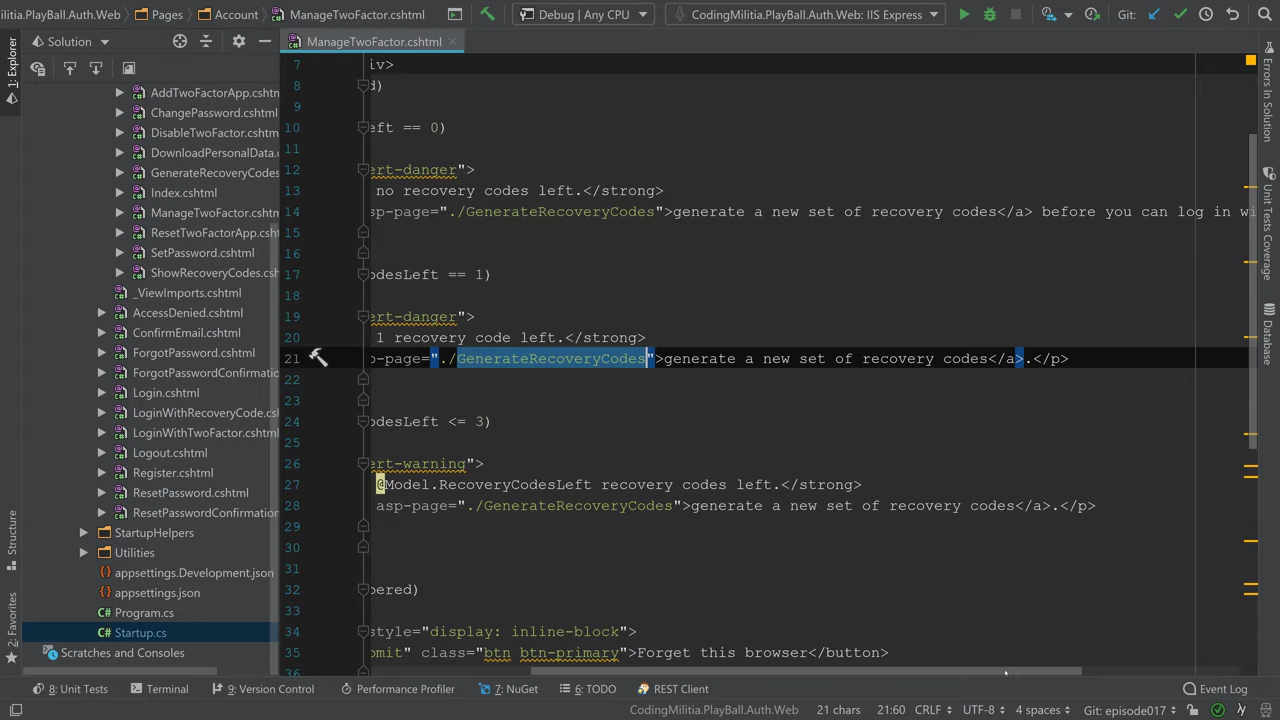 ia.PlayBall.Auth.Web
Pages
Account
ManageTwoFactor.cshtml
Debug | Any CPU
CodingMilitia.PlayBall.Auth.Web: IIS Express
Git:
Solution
ManageTwoFactor.cshtml
1: Explorer
Structure
2: Favorites
AddTwoFactorApp.cshtm
ChangePassword.cshtml
DisableTwoFactor.cshtml
DownloadPersonalData.c
GenerateRecoveryCodes
Index.cshtml
ManageTwoFactor.cshtml
ResetTwoFactorApp.cshtml
SetPassword.cshtml
ShowRecoveryCodes.cs
_ViewImports.cshtml
AccessDenied.cshtml
ConfirmEmail.cshtml
ForgotPassword.cshtml
ForgotPasswordConfirmatio
Login.cshtml
LoginWithRecoveryCode.cs
LoginWithTwoFactor.cshtml
Logout.cshtml
Register.cshtml
ResetPassword.cshtml
ResetPasswordConfirmation
StartupHelpers
Utilities
appsettings.Development.json
appsettings.json
C# Program.cs
C# Startup.cs
Scratches and Consoles
7 iv>
8 d)
9
10 eft == 0)
11
12 ert-danger">
13 no recovery codes left.</strong>
14 sp-page="./GenerateRecoveryCodes">generate a new set of recovery codes</a> before you can log in wi
15
16
17 odesLeft == 1)
18
19 ert-danger">
20 1 recovery code left.</strong>
21 p-page="./GenerateRecoveryCodes">generate a new set of recovery codes</a>.</p>
22
23
24 odesLeft <= 3)
25
26 ert-warning">
27 @Model.RecoveryCodesLeft recovery codes left.</strong>
28 asp-page="./GenerateRecoveryCodes">generate a new set of recovery codes</a>.</p>
29
30
31
32 bered)
33
34 style="display: inline-block">
35 bmit" class="btn btn-primary">Forget this browser</button>
36
Errors In Solution
Unit Tests Coverage
Database
8: Unit Tests
Terminal
9: Version Control
Performance Profiler
7: NuGet
6: TODO
REST Client
Event Log
CodingMilitia.PlayBall.Auth.Web
21 chars
21:60
CRLF
UTF-8
4 spaces
Git: episode017